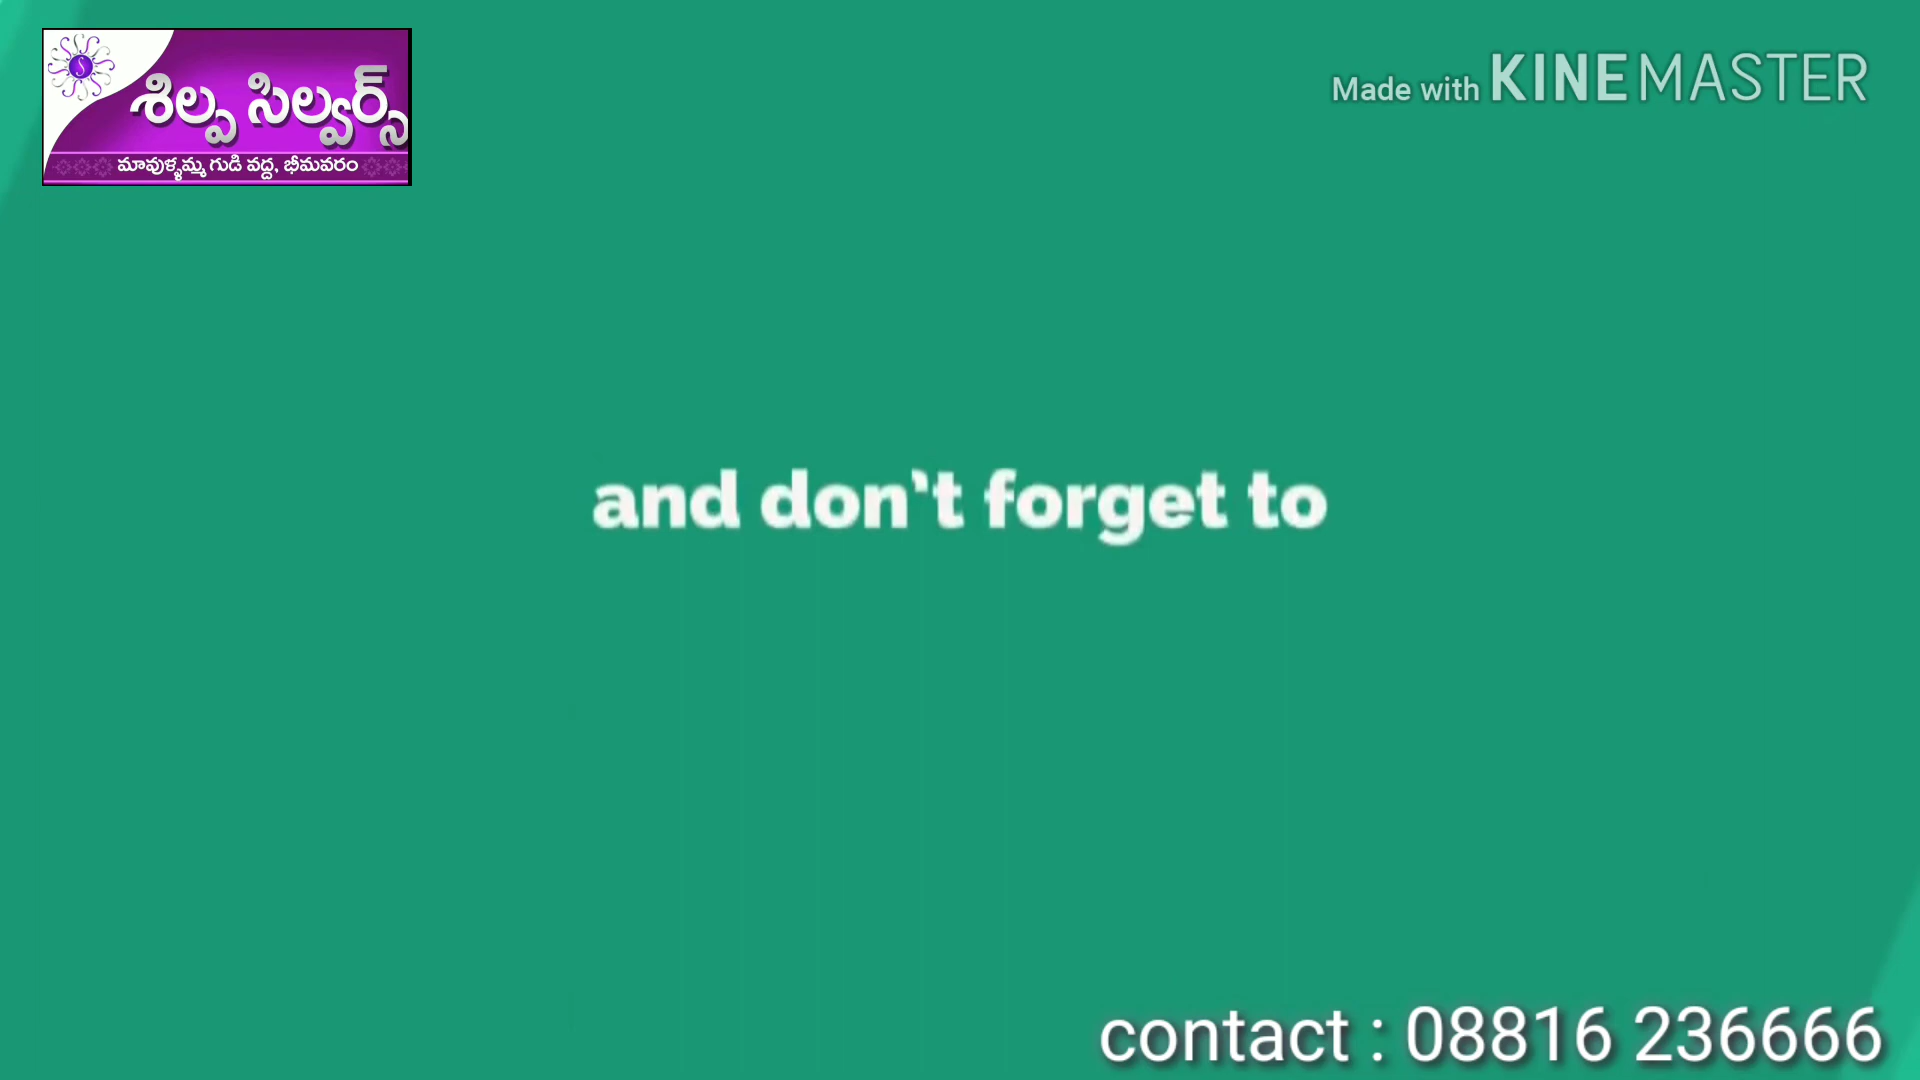 శిల్ప సిల్వర్స్
మావుళ్ళమ్మ గుడి వద్ద, భీమవరం
Made with KINEMASTER
and don't forget to
contact : 08816 236666